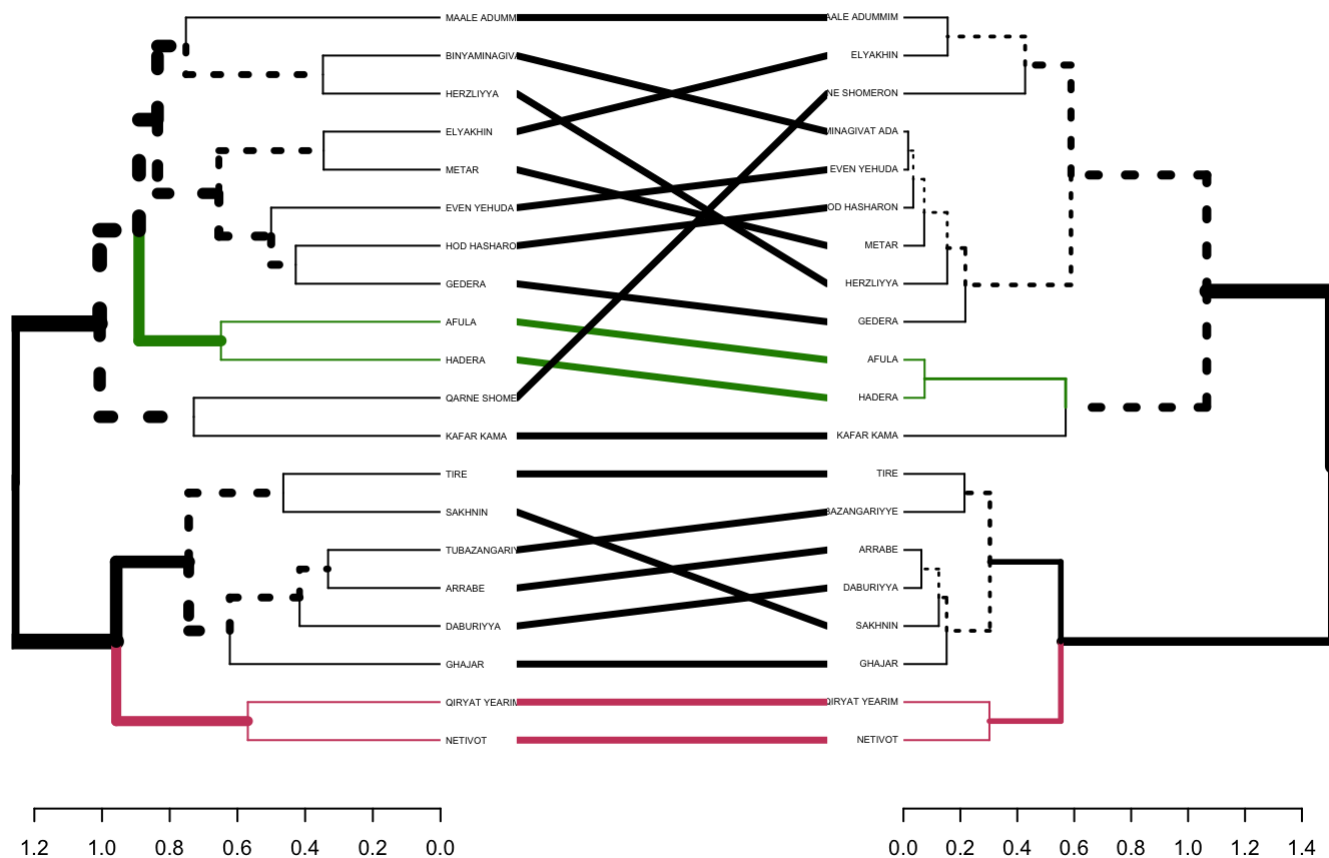 MAALE ADUMM
BINYAMINAGIVA
HERZLIYYA
ELYAKHIN
METAR
EVEN YEHUDA
HOD HASHARO
GEDERA
AFULA
HADERA
QARNE SHOME
KAFAR KAMA
TIRE
SAKHNIN
TUBAZANGARIY
ARRABE
DABURIYYA
GHAJAR
QIRYAT YEARIM
NETIVOT
1.2 1.0 0.8 0.6 0.4 0.2 0.0
AALE ADUMMIM
ELYAKHIN
NE SHOMERON
MINAGIVAT ADA
EVEN YEHUDA
OD HASHARON
METAR
HERZLIYYA
GEDERA
AFULA
HADERA
KAFAR KAMA
TIRE
BAZANGARIYYE
ARRABE
DABURIYYA
SAKHNIN
GHAJAR
QIRYAT YEARIM
NETIVOT
0.0 0.2 0.4 0.6 0.8 1.0 1.2 1.4